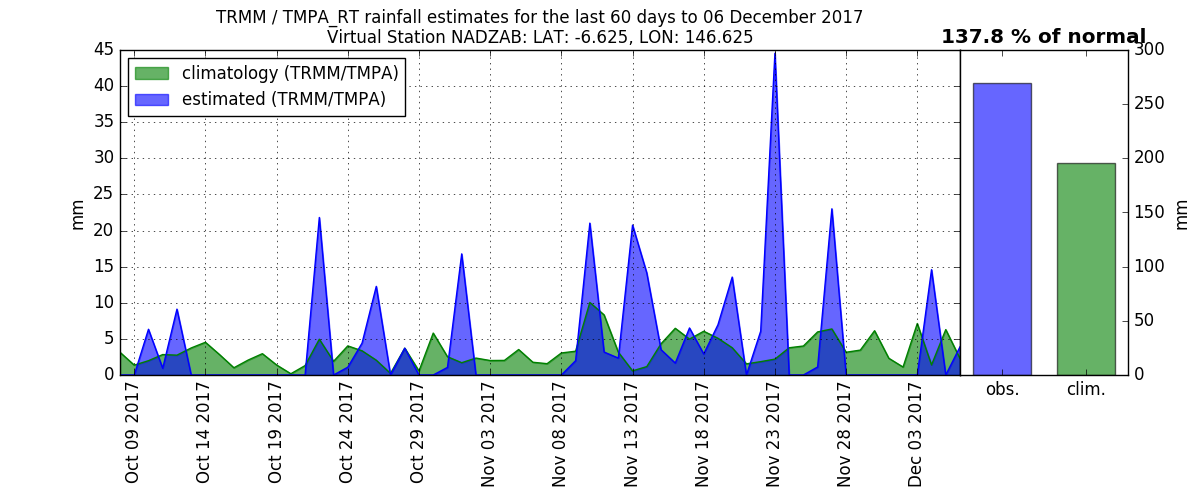 TRMM / TMPA_RT rainfall estimates for the last 60 days to 06 December 2017
Virtual Station NADZAB: LAT: -6.625, LON: 146.625
137.8 % of normal
climatology (TRMM/TMPA)
estimated (TRMM/TMPA)
mm
45
40
35
30
25
20
15
10
5
0
Oct 09 2017
Oct 14 2017
Oct 19 2017
Oct 24 2017
Oct 29 2017
Nov 03 2017
Nov 08 2017
Nov 13 2017
Nov 18 2017
Nov 23 2017
Nov 28 2017
Dec 03 2017
obs.
clim.
300
250
200
150
100
50
0
mm